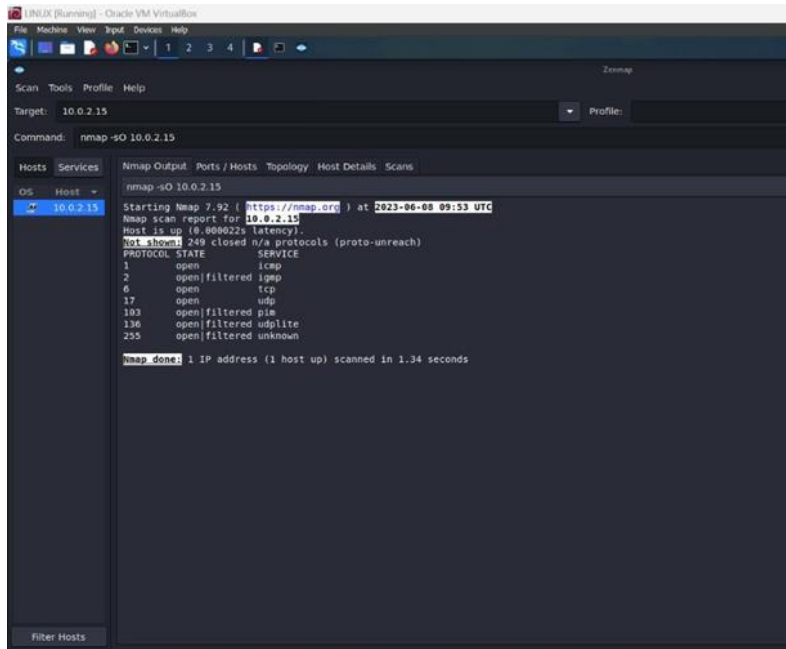 LINUX [Running] - Oracle VM VirtualBox
File Machine View Input Devices Help
1 2 3 4
Zenmap
Scan Tools Profile Help
Target: 10.0.2.15 Profile:
Command: nmap -sO 10.0.2.15
Hosts Services Nmap Output Ports / Hosts Topology Host Details Scans
OS Host nmap -sO 10.0.2.15
10.0.2.15
Starting Nmap 7.92 ( https://nmap.org ) at 2023-06-08 09:53 UTC
Nmap scan report for 10.0.2.15
Host is up (0.000022s latency).
Not shown: 249 closed n/a protocols (proto-unreach)
PROTOCOL STATE SERVICE
1 open icmp
2 open|filtered igmp
6 open tcp
17 open udp
103 open|filtered pim
136 open|filtered udplite
255 open|filtered unknown
Nmap done: 1 IP address (1 host up) scanned in 1.34 seconds
Filter Hosts